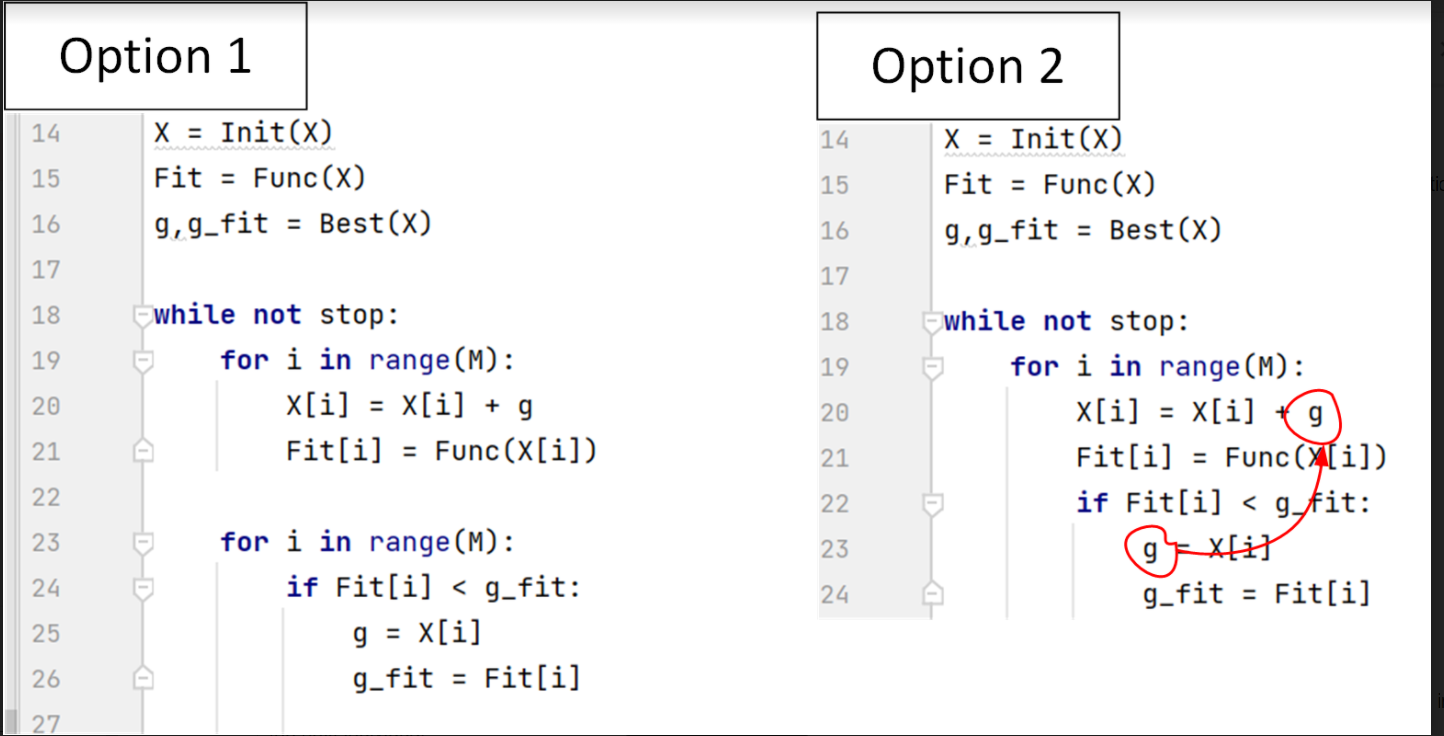 Option 1
14 X = Init(X)
15 Fit = Func(X)
16 g,g_fit = Best(X)
17
18 while not stop:
19 for i in range(M):
20 X[i] = X[i] + g
21 Fit[i] = Func(X[i])
22
23 for i in range(M):
24 if Fit[i] < g_fit:
25 g = X[i]
26 g_fit = Fit[i]
27
Option 2
14 X = Init(X)
15 Fit = Func(X)
16 g,g_fit = Best(X)
17
18 while not stop:
19 for i in range(M):
20 X[i] = X[i] + g
21 Fit[i] = Func(X[i])
22 if Fit[i] < g_fit:
23 g = X[i]
24 g_fit = Fit[i]